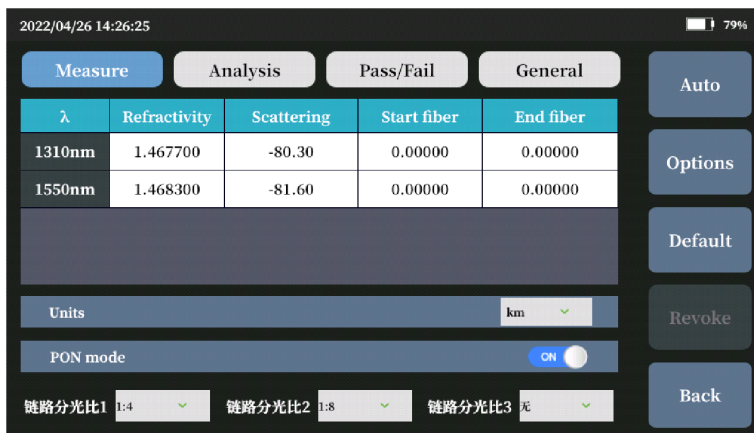 2022/04/26 14:26:25 79%
Measure Analysis Pass/Fail General Auto
λ Refractivity Scattering Start fiber End fiber
1310nm 1.467700 -80.30 0.00000 0.00000 Options
1550nm 1.468300 -81.60 0.00000 0.00000
Default
Units km
Revoke
PON mode ON
Back
链路分光比1 1:4 链路分光比2 1:8 链路分光比3 无